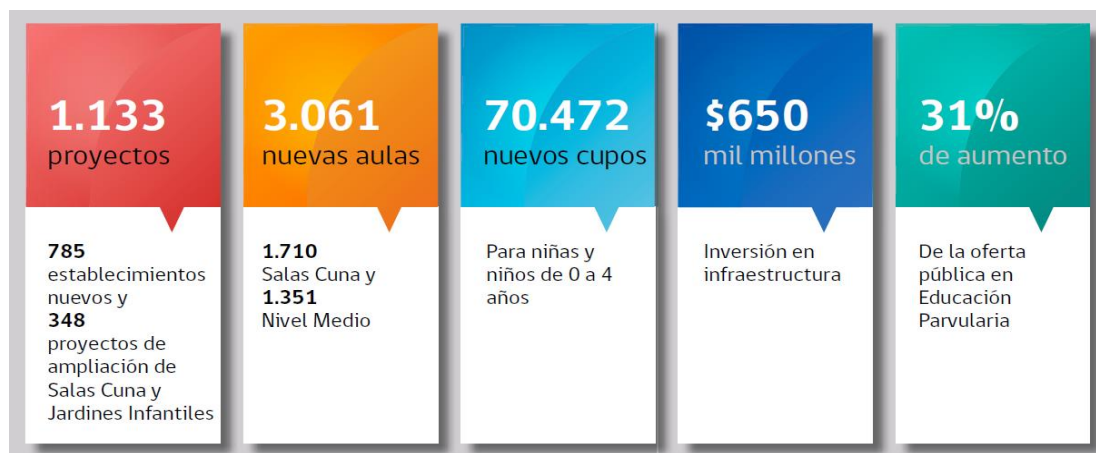 1.133
proyectos
785
establecimientos
nuevos y
348
proyectos de
ampliación de
Salas Cuna y
Jardines Infantiles
3.061
nuevas aulas
1.710
Salas Cuna y
1.351
Nivel Medio
70.472
nuevos cupos
Para niñas y
niños de 0 a 4
años
$650
mil millones
Inversión en
infraestructura
31%
de aumento
De la oferta
pública en
Educación
Parvularia